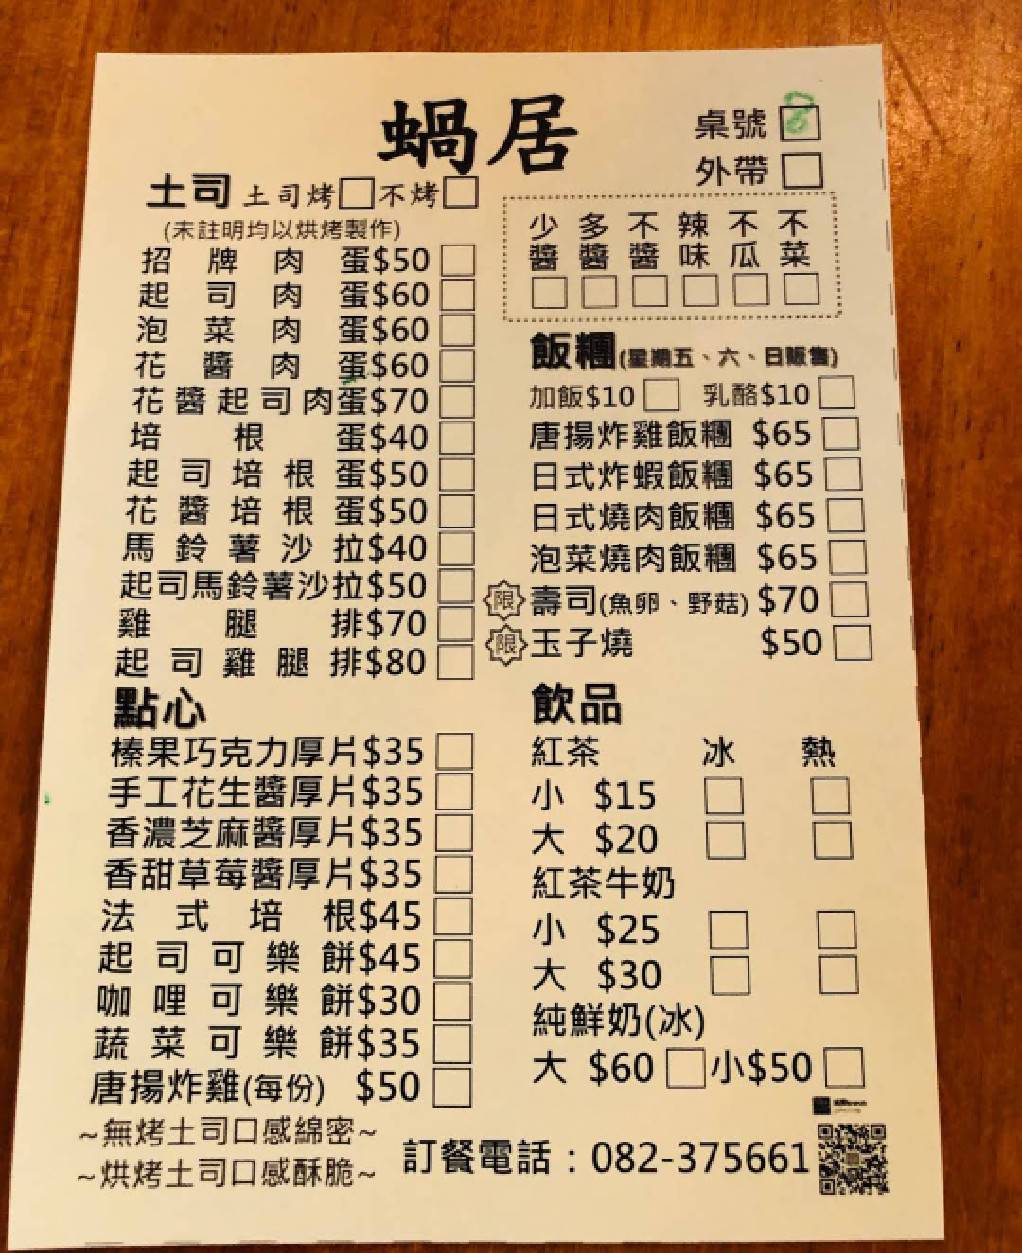 蝸居
桌號 8
外帶
土司 土司烤 不烤
(未註明均以烘烤製作)
招牌肉蛋$50
起司肉蛋$60
泡菜肉蛋$60
花醬肉蛋$60
花醬起司肉蛋$70
培根蛋$40
起司培根蛋$50
花醬培根蛋$50
馬鈴薯沙拉$40
起司馬鈴薯沙拉$50
雞腿排$70
起司雞腿排$80
點心
榛果巧克力厚片$35
手工花生醬厚片$35
香濃芝麻醬厚片$35
香甜草莓醬厚片$35
法式培根$45
起司可樂餅$45
咖哩可樂餅$30
蔬菜可樂餅$35
唐揚炸雞(每份) $50
~無烤土司口感綿密~
~烘烤土司口感酥脆~
少醬 多醬 不醬 辣味 不瓜 不菜
飯糰(星期五、六、日販售)
加飯$10 乳酪$10
唐揚炸雞飯糰 $65
日式炸蝦飯糰 $65
日式燒肉飯糰 $65
泡菜燒肉飯糰 $65
限 壽司(魚卵、野菇) $70
限 玉子燒 $50
飲品
紅茶 冰 熱
小 $15
大 $20
紅茶牛奶
小 $25
大 $30
純鮮奶(冰)
大 $60 小$50
訂餐電話：082-375661